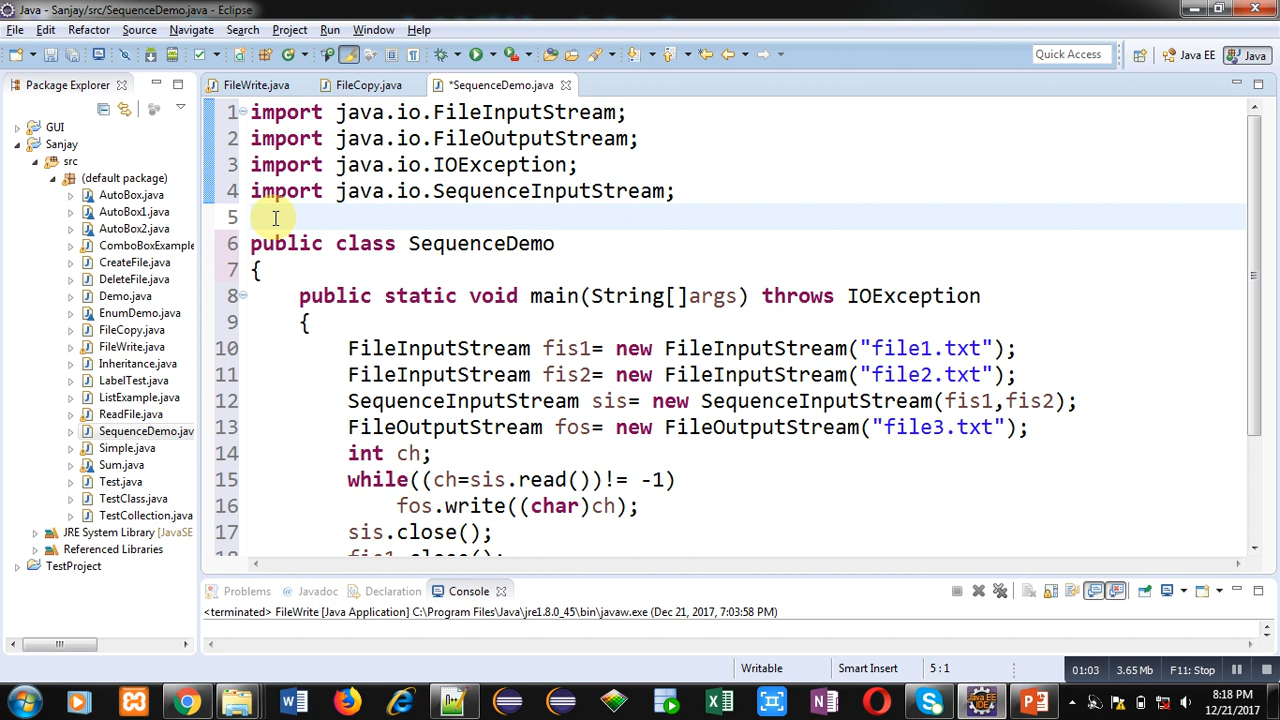 Java - Sanjay/src/SequenceDemo.java - Eclipse
File Edit Refactor Source Navigate Search Project Run Window Help
Quick Access Java EE Java
Package Explorer
FileWrite.java FileCopy.java *SequenceDemo.java
GUI
Sanjay
src
(default package)
AutoBox.java
AutoBox1.java
AutoBox2.java
ComboBoxExample
CreateFile.java
DeleteFile.java
Demo.java
EnumDemo.java
FileCopy.java
FileWrite.java
Inheritance.java
LabelTest.java
ListExample.java
ReadFile.java
SequenceDemo.jav
Simple.java
Sum.java
Test.java
TestClass.java
TestCollection.java
JRE System Library [JavaSE
Referenced Libraries
TestProject
1 import java.io.FileInputStream;
2 import java.io.FileOutputStream;
3 import java.io.IOException;
4 import java.io.SequenceInputStream;
5
6 public class SequenceDemo
7 {
8 public static void main(String[]args) throws IOException
9 {
10 FileInputStream fis1= new FileInputStream("file1.txt");
11 FileInputStream fis2= new FileInputStream("file2.txt");
12 SequenceInputStream sis= new SequenceInputStream(fis1,fis2);
13 FileOutputStream fos= new FileOutputStream("file3.txt");
14 int ch;
15 while((ch=sis.read())!= -1)
16 fos.write((char)ch);
17 sis.close();
18 fis1.close();
Problems Javadoc Declaration Console
<terminated> FileWrite [Java Application] C:\Program Files\Java\jre1.8.0_45\bin\javaw.exe (Dec 21, 2017, 7:03:58 PM)
Writable Smart Insert 5 : 1 01:03 3.65 Mb F11: Stop
8:18 PM
12/21/2017